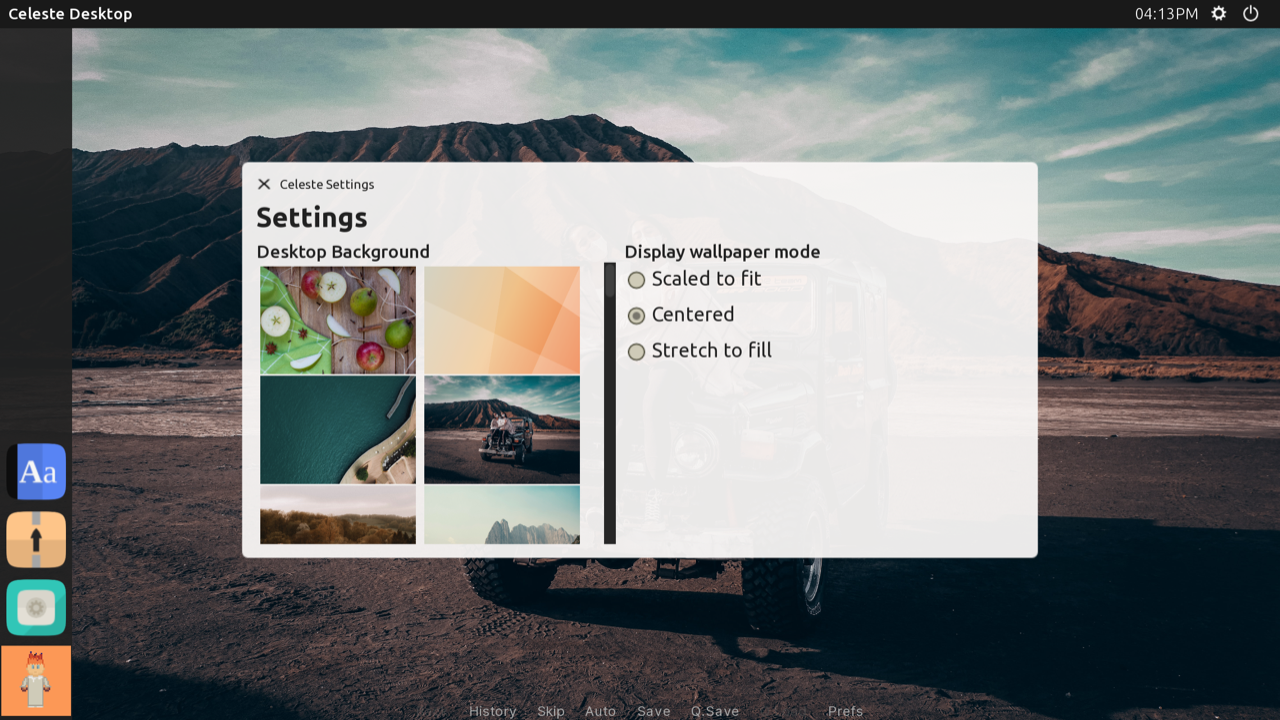 Celeste Desktop
04:13PM
Celeste Settings
Settings
Desktop Background
Display wallpaper mode
Scaled to fit
Centered
Stretch to fill
Aa
History Skip Auto Save Q.Save Prefs